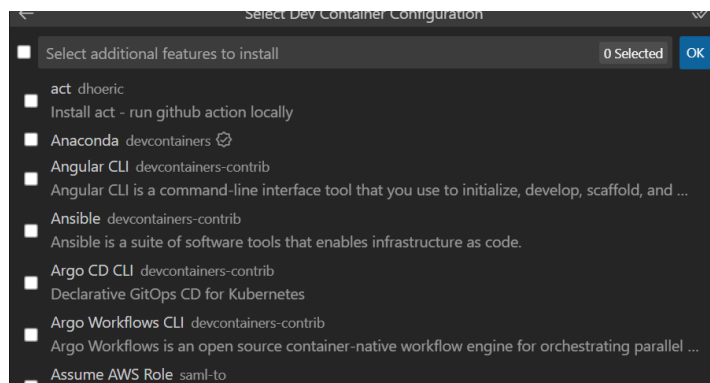 Select Dev Container Configuration
Select additional features to install 0 Selected OK
act dhoeric
Install act - run github action locally
Anaconda devcontainers
Angular CLI devcontainers-contrib
Angular CLI is a command-line interface tool that you use to initialize, develop, scaffold, and ...
Ansible devcontainers-contrib
Ansible is a suite of software tools that enables infrastructure as code.
Argo CD CLI devcontainers-contrib
Declarative GitOps CD for Kubernetes
Argo Workflows CLI devcontainers-contrib
Argo Workflows is an open source container-native workflow engine for orchestrating parallel ...
Assume AWS Role saml-to